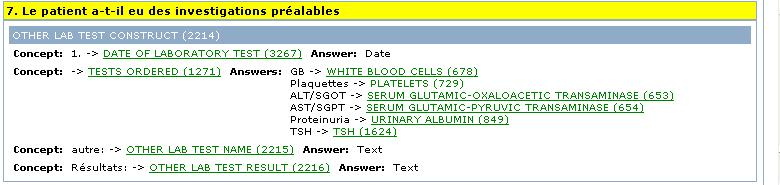 7. Le patient a-t-il eu des investigations préalables
OTHER LAB TEST CONSTRUCT (2214)
Concept: 1. -> DATE OF LABORATORY TEST (3267) Answer: Date
Concept: -> TESTS ORDERED (1271) Answers: GB -> WHITE BLOOD CELLS (678)
Plaquettes -> PLATELETS (729)
ALT/SGOT -> SERUM GLUTAMIC-OXALOACETIC TRANSAMINASE (653)
AST/SGPT -> SERUM GLUTAMIC-PYRUVIC TRANSAMINASE (654)
Proteinuria -> URINARY ALBUMIN (849)
TSH -> TSH (1624)
Concept: autre: -> OTHER LAB TEST NAME (2215) Answer: Text
Concept: Résultats: -> OTHER LAB TEST RESULT (2216) Answer: Text